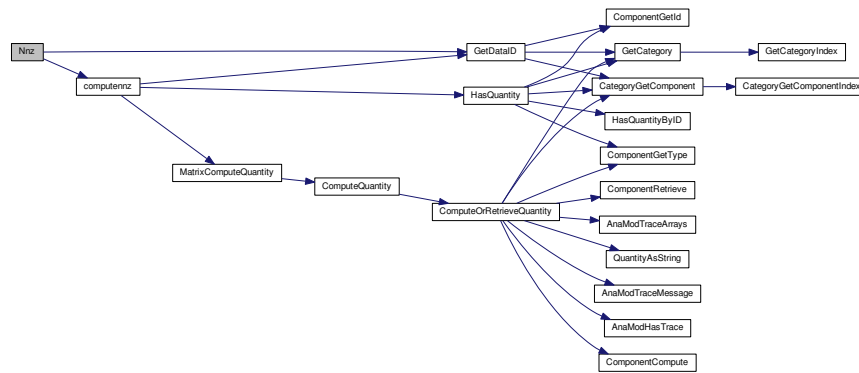 Nnz
computennz
MatrixComputeQuantity
ComputeQuantity
GetDataID
HasQuantity
ComputeOrRetrieveQuantity
ComponentGetId
GetCategory
CategoryGetComponent
HasQuantityByID
ComponentGetType
ComponentRetrieve
AnaModTraceArrays
QuantityAsString
AnaModTraceMessage
AnaModHasTrace
ComponentCompute
GetCategoryIndex
CategoryGetComponentIndex